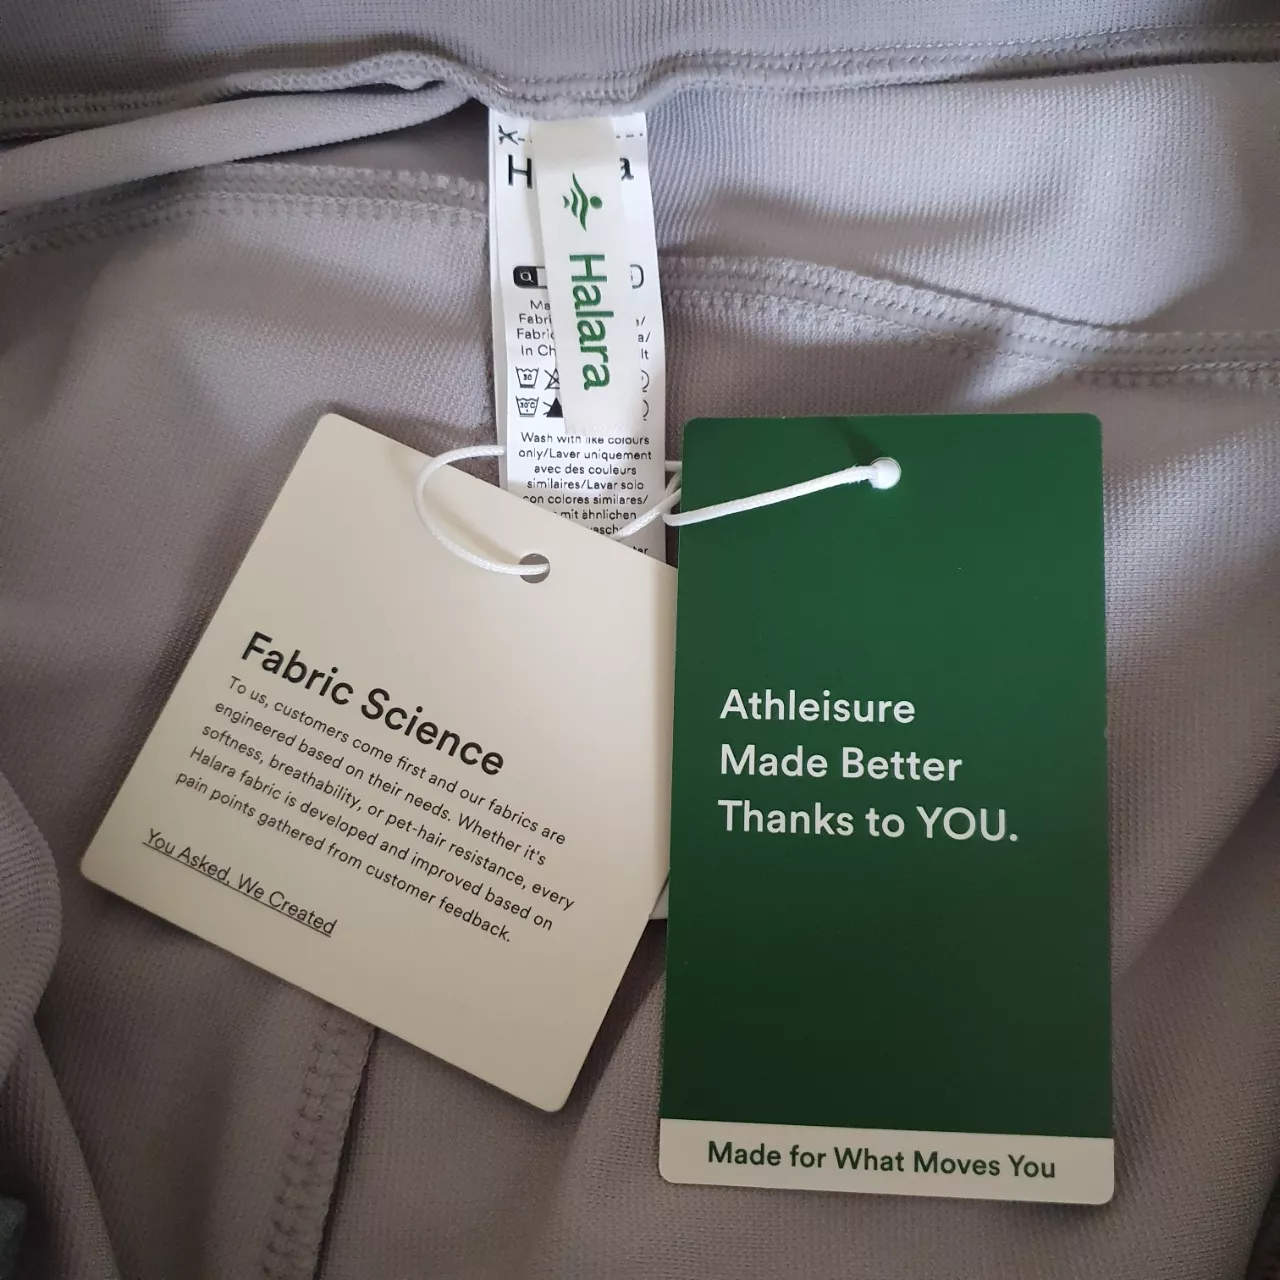 Halara
Wash with like colours
only/Laver uniquement
avec des couleurs
similaires/Lavar solo
con colores similares/
mit ähnlichen
Fabric Science
To us, customers come first and our fabrics are
engineered based on their needs. Whether it's
softness, breathability, or pet-hair resistance, every
Halara fabric is developed and improved based on
pain points gathered from customer feedback.
You Asked, We Created
Athleisure
Made Better
Thanks to YOU.
Made for What Moves You